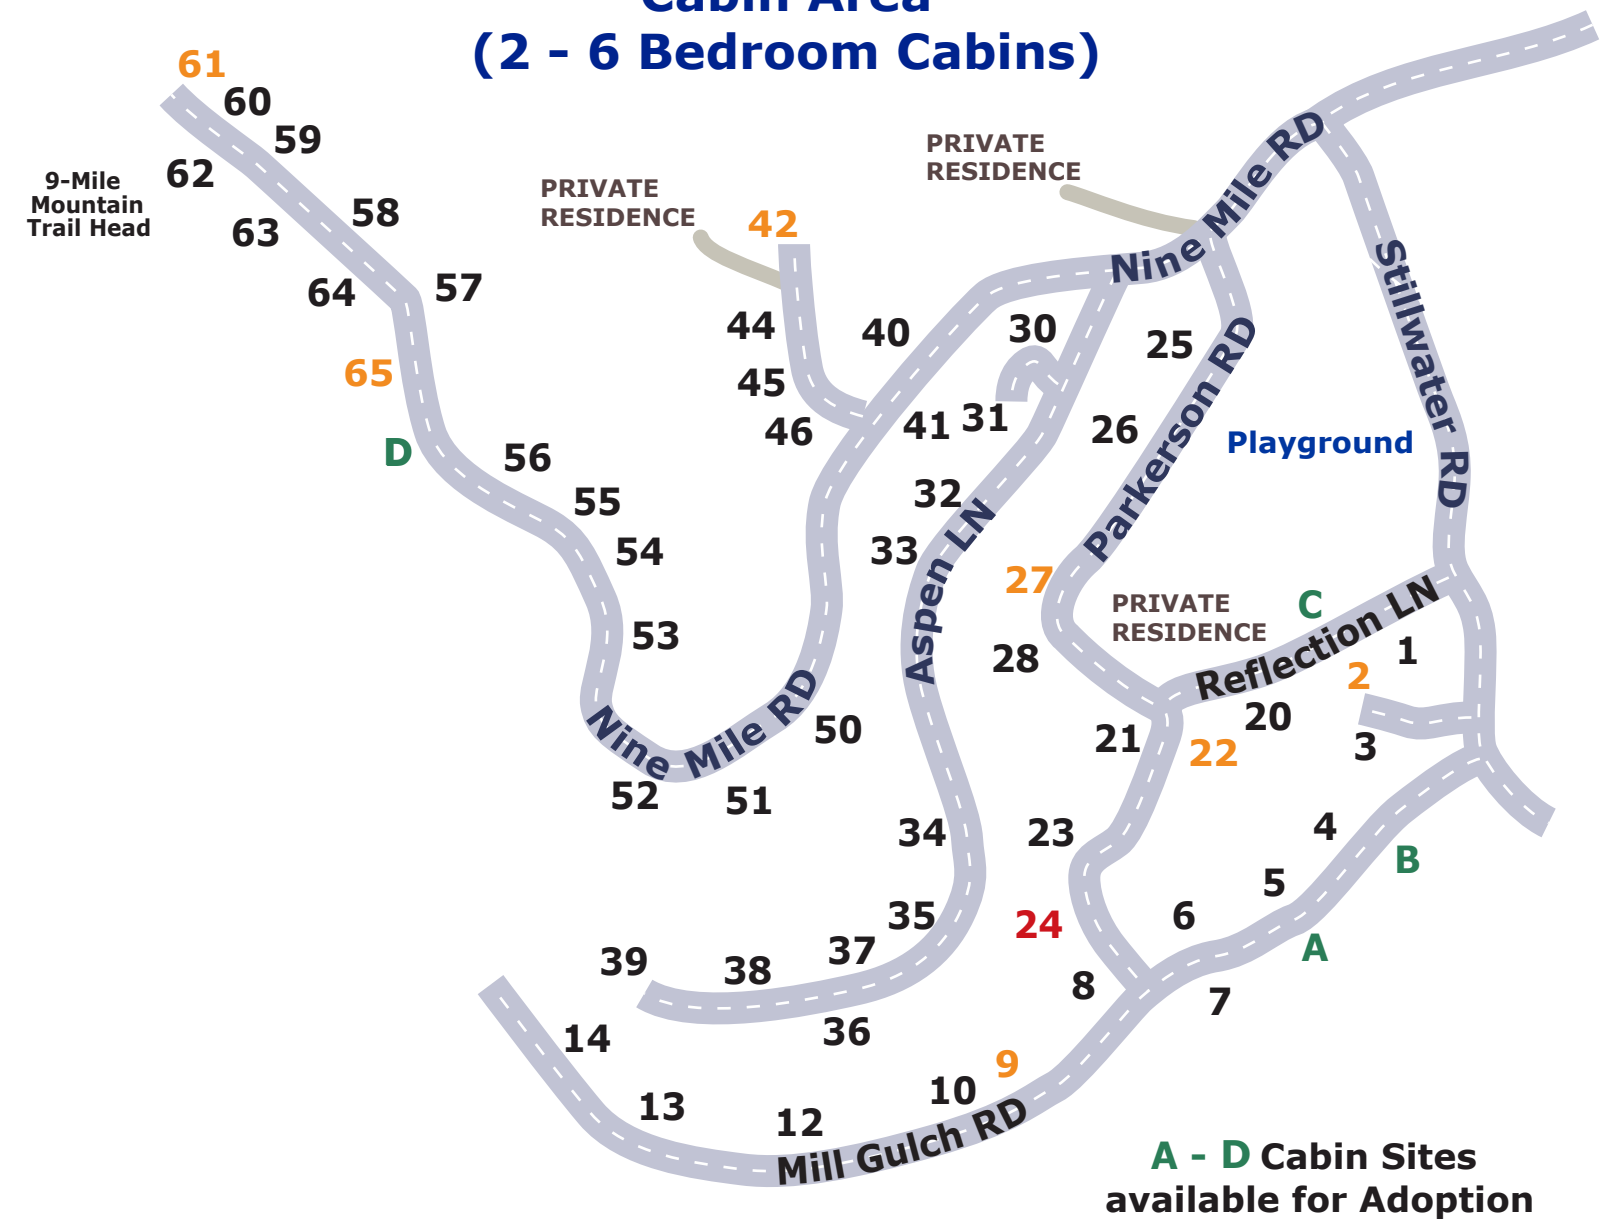 Cabin Area
(2 – 6 Bedroom Cabins)
61
60
59
62
9-Mile
Mountain
Trail Head
63
58
64
57
65
D
56
55
54
53
52
51
50
Nine Mile RD
PRIVATE
RESIDENCE
42
44
45
46
40
41
PRIVATE
RESIDENCE
Nine Mile RD
30
31
32
33
Aspen LN
34
35
37
38
39
36
25
26
Parkerson RD
27
28
Playground
Stillwater RD
PRIVATE
RESIDENCE
C
Reflection LN
1
2
3
20
21
22
23
24
4
B
5
A
6
7
8
9
10
12
13
14
Mill Gulch RD
A - D Cabin Sites
available for Adoption